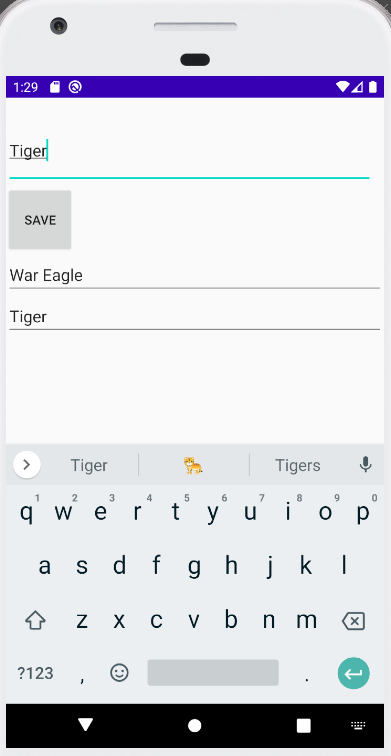 1:29
Tiger
SAVE
War Eagle
Tiger
Tiger 🐅 Tigers
1 2 3 4 5 6 7 8 9 0
q w e r t y u i o p
a s d f g h j k l
z x c v b n m
?123 , .